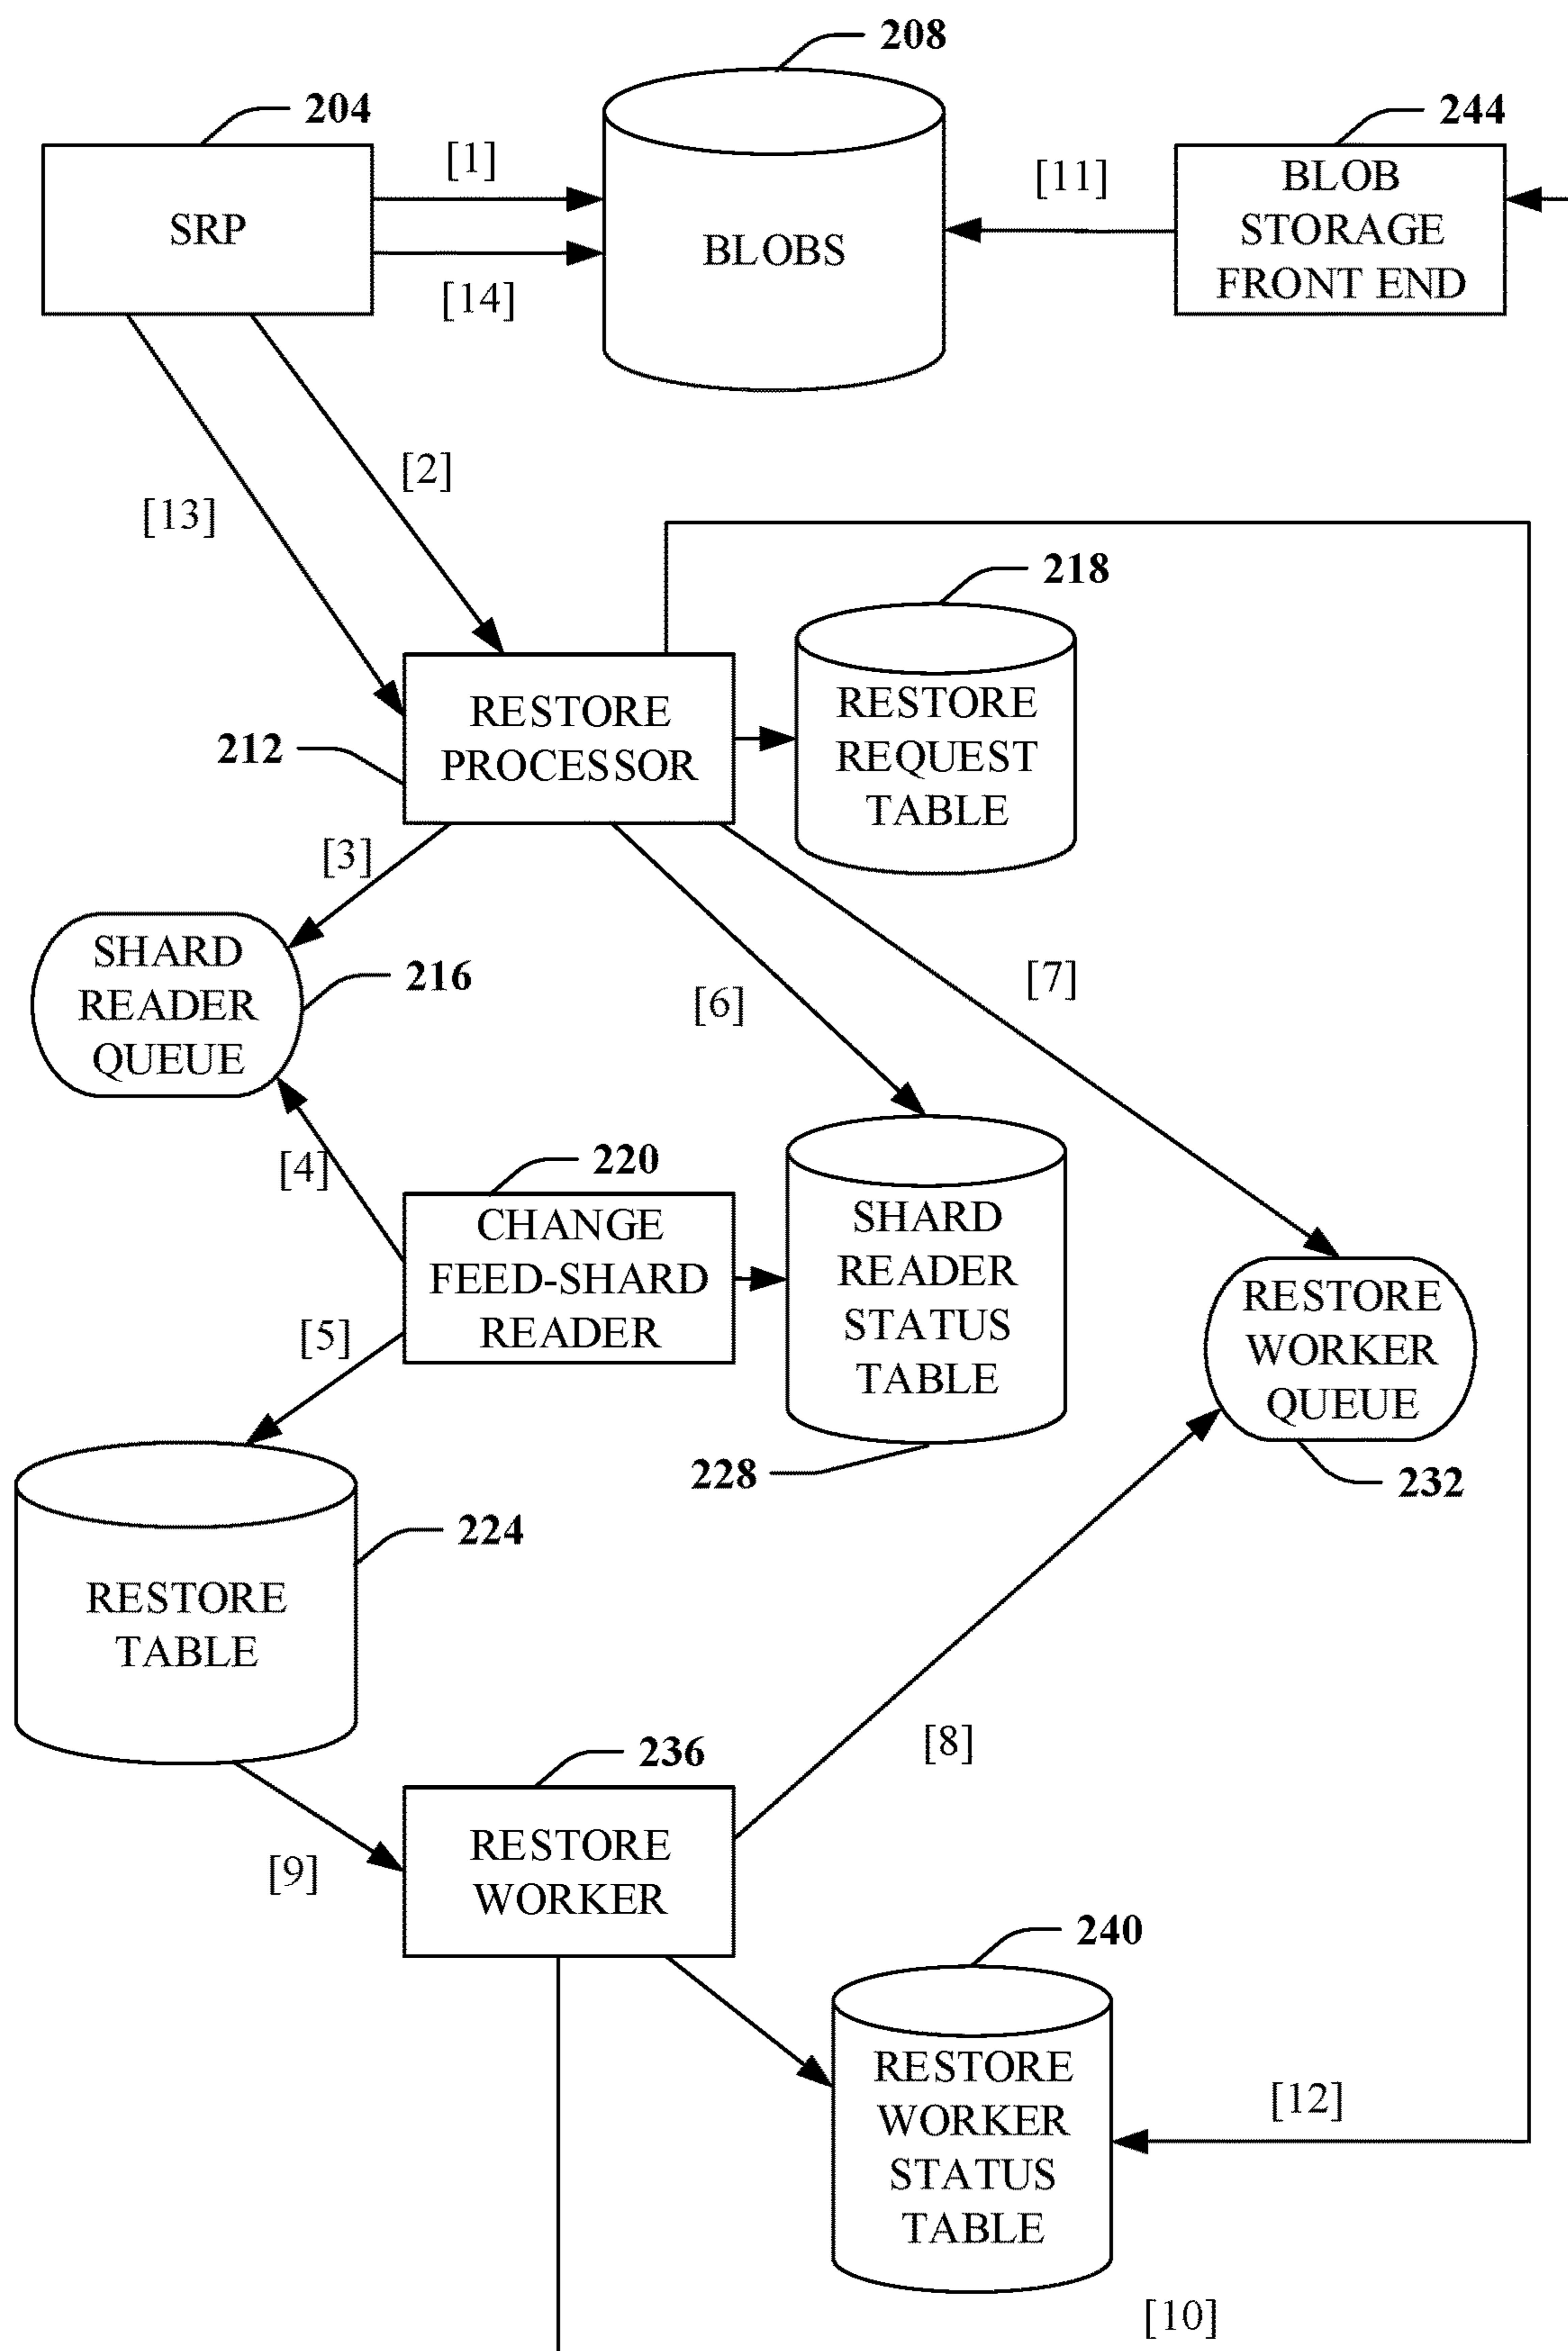 208
204
244
[1]
[11]
SRP
BLOBS
BLOB
STORAGE
FRONT END
[14]
[2]
[13]
218
RESTORE
PROCESSOR
212
RESTORE
REQUEST
TABLE
[3]
SHARD
READER
QUEUE
216
[6]
[7]
[4]
220
CHANGE
FEED-SHARD
READER
SHARD
READER
STATUS
TABLE
RESTORE
WORKER
QUEUE
[5]
228
232
224
RESTORE
TABLE
236
[8]
[9]
RESTORE
WORKER
240
RESTORE
WORKER
STATUS
TABLE
[12]
[10]